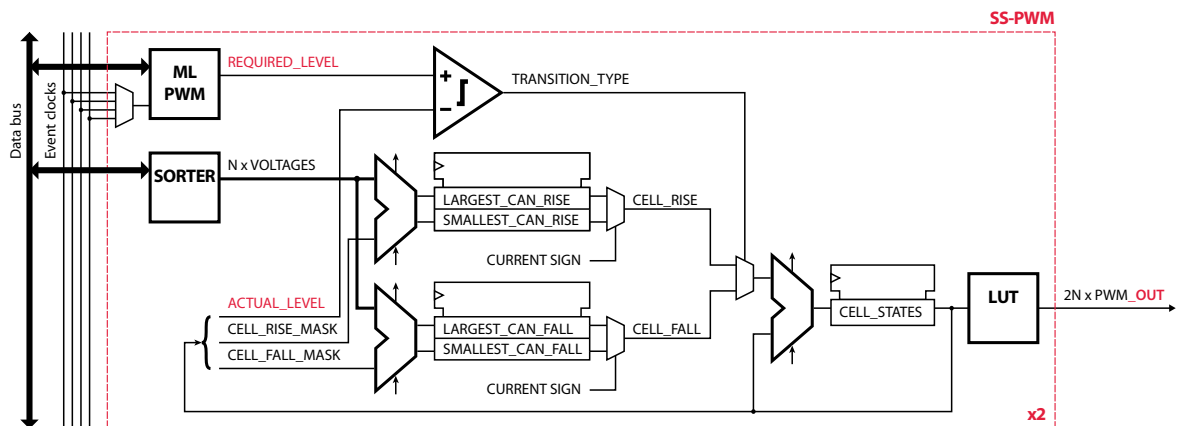 SS-PWM
Data bus
Event clocks
ML
PWM
REQUIRED_LEVEL
+
−
TRANSITION_TYPE
SORTER
N x VOLTAGES
LARGEST_CAN_RISE
SMALLEST_CAN_RISE
CELL_RISE
CURRENT SIGN
ACTUAL_LEVEL
CELL_RISE_MASK
CELL_FALL_MASK
LARGEST_CAN_FALL
SMALLEST_CAN_FALL
CELL_FALL
CURRENT SIGN
CELL_STATES
LUT
2N x PWM_OUT
x2